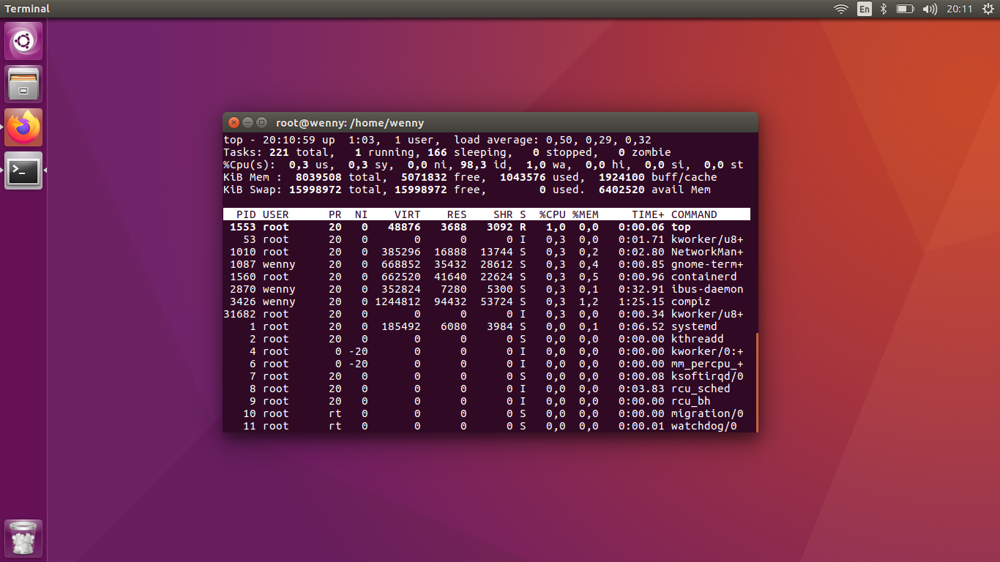 Terminal
En
20:11
root@wenny: /home/wenny
top - 20:10:59 up  1:03,  1 user,  load average: 0,50, 0,29, 0,32
Tasks: 221 total,   1 running, 166 sleeping,   0 stopped,   0 zombie
%Cpu(s):  0,3 us,  0,3 sy,  0,0 ni, 98,3 id,  1,0 wa,  0,0 hi,  0,0 si,  0,0 st
KiB Mem :  8039508 total,  5071832 free,  1043576 used,  1924100 buff/cache
KiB Swap: 15998972 total, 15998972 free,        0 used.  6402520 avail Mem
PID USER      PR  NI    VIRT    RES    SHR S  %CPU %MEM     TIME+ COMMAND
1553 root      20   0   48876   3688   3092 R   1,0  0,0   0:00.06 top
53 root      20   0       0      0      0 I   0,3  0,0   0:01.71 kworker/u8+
1010 root      20   0  385296  16888  13744 S   0,3  0,2   0:02.80 NetworkMan+
1087 wenny     20   0  668852  35432  28612 S   0,3  0,4   0:00.85 gnome-term+
1560 root      20   0  662520  41640  22624 S   0,3  0,5   0:00.96 containerd
2870 wenny     20   0  352824   7280   5300 S   0,3  0,1   0:32.91 ibus-daemon
3426 wenny     20   0 1244812  94432  53724 S   0,3  1,2   1:25.15 compiz
31682 root      20   0       0      0      0 I   0,3  0,0   0:00.34 kworker/u8+
1 root      20   0  185492   6080   3984 S   0,0  0,1   0:06.52 systemd
2 root      20   0       0      0      0 S   0,0  0,0   0:00.00 kthreadd
4 root       0 -20       0      0      0 I   0,0  0,0   0:00.00 kworker/0:+
6 root       0 -20       0      0      0 I   0,0  0,0   0:00.00 mm_percpu_+
7 root      20   0       0      0      0 S   0,0  0,0   0:00.08 ksoftirqd/0
8 root      20   0       0      0      0 I   0,0  0,0   0:03.83 rcu_sched
9 root      20   0       0      0      0 I   0,0  0,0   0:00.00 rcu_bh
10 root      rt   0       0      0      0 S   0,0  0,0   0:00.00 migration/0
11 root      rt   0       0      0      0 S   0,0  0,0   0:00.01 watchdog/0